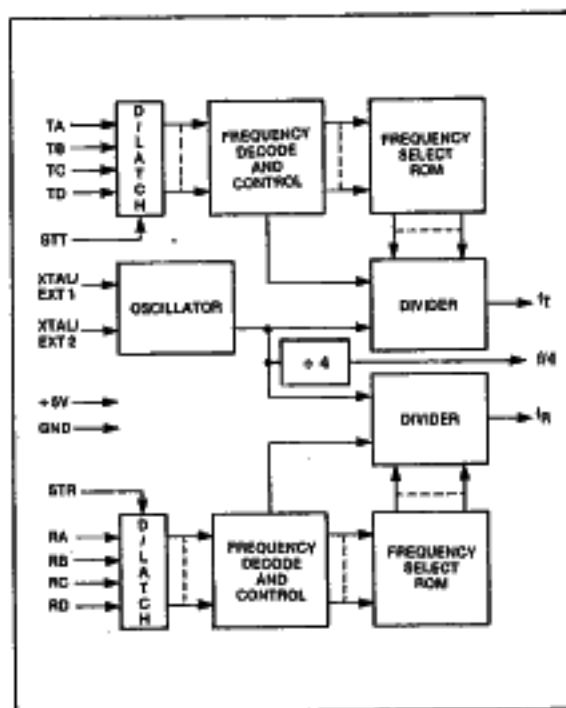 TA
TB
TC
TD
STT
D/LATCH
FREQUENCY
DECODE
AND
CONTROL
FREQUENCY
SELECT
ROM
XTAL/
EXT 1
XTAL/
EXT 2
OSCILLATOR
DIVIDER
fT
÷ 4
f/4
+5V
GND
DIVIDER
fR
STR
RA
RB
RC
RD
D/LATCH
FREQUENCY
DECODE
AND
CONTROL
FREQUENCY
SELECT
ROM